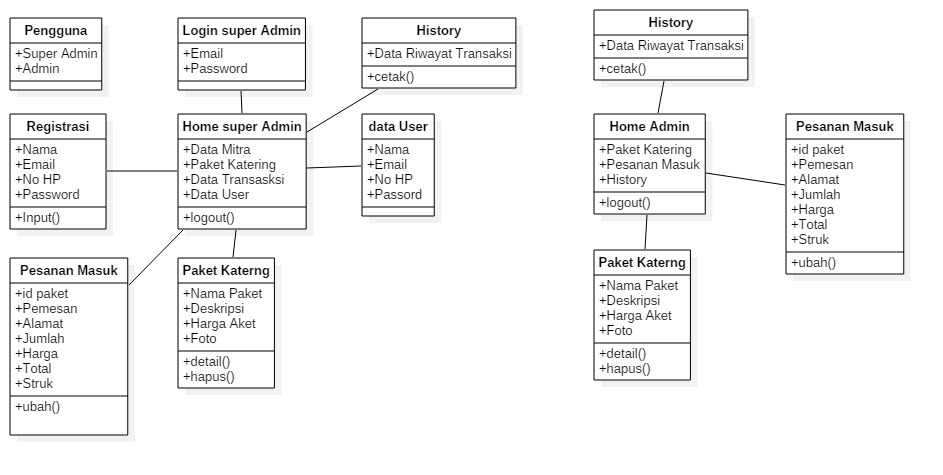 Pengguna
+Super Admin
+Admin
Login super Admin
+Email
+Password
History
+Data Riwayat Transaksi
+cetak()
Registrasi
+Nama
+Email
+No HP
+Password
+Input()
Home super Admin
+Data Mitra
+Paket Katering
+Data Transasksi
+Data User
+logout()
data User
+Nama
+Email
+No HP
+Passord
Pesanan Masuk
+id paket
+Pemesan
+Alamat
+Jumlah
+Harga
+Total
+Struk
+ubah()
Paket Katerng
+Nama Paket
+Deskripsi
+Harga Aket
+Foto
+detail()
+hapus()
History
+Data Riwayat Transaksi
+cetak()
Home Admin
+Paket Katering
+Pesanan Masuk
+History
+logout()
Pesanan Masuk
+id paket
+Pemesan
+Alamat
+Jumlah
+Harga
+Total
+Struk
+ubah()
Paket Katerng
+Nama Paket
+Deskripsi
+Harga Aket
+Foto
+detail()
+hapus()